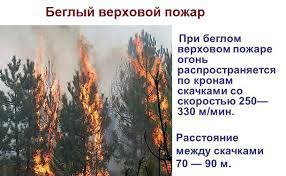 Беглый верховой пожар
При беглом
верховом пожаре
огонь
распространяется
по кронам
скачками со
скоростью 250—
330 м/мин.
Расстояние
между скачками
70 — 90 м.